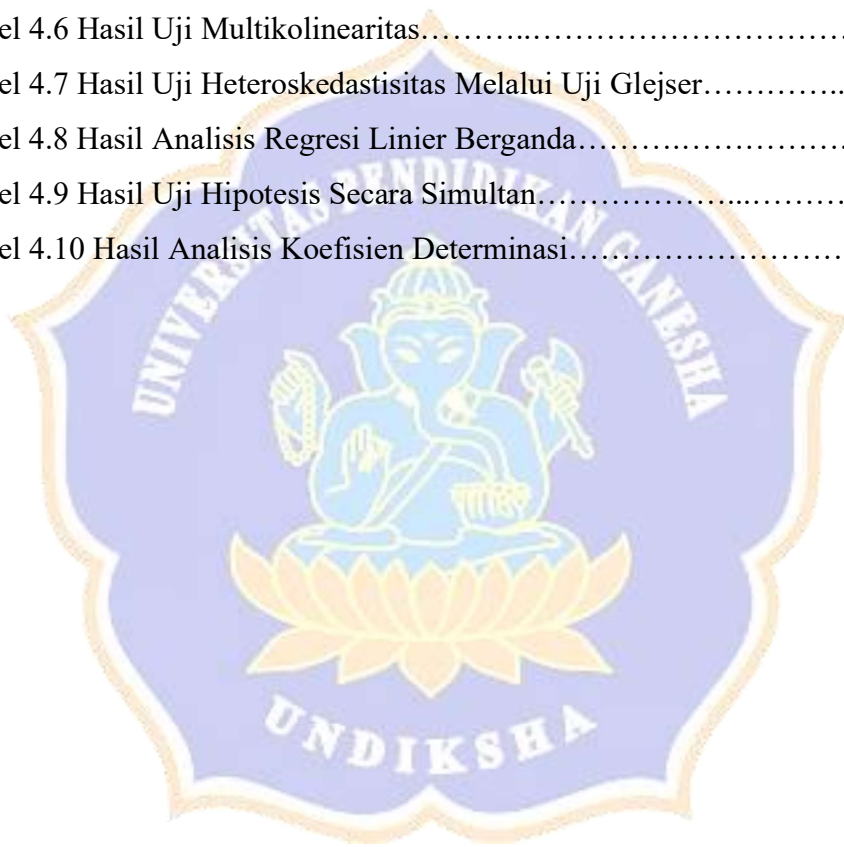 el 4.6 Hasil Uji Multikolinearitas………..…………………………
el 4.7 Hasil Uji Heteroskedastisitas Melalui Uji Glejser…………..
el 4.8 Hasil Analisis Regresi Linier Berganda……….……………….
el 4.9 Hasil Uji Hipotesis Secara Simultan………………...………
el 4.10 Hasil Analisis Koefisien Determinasi………………………
UNIVERSITAS PENDIDIKAN GANESHA
UNDIKSHA